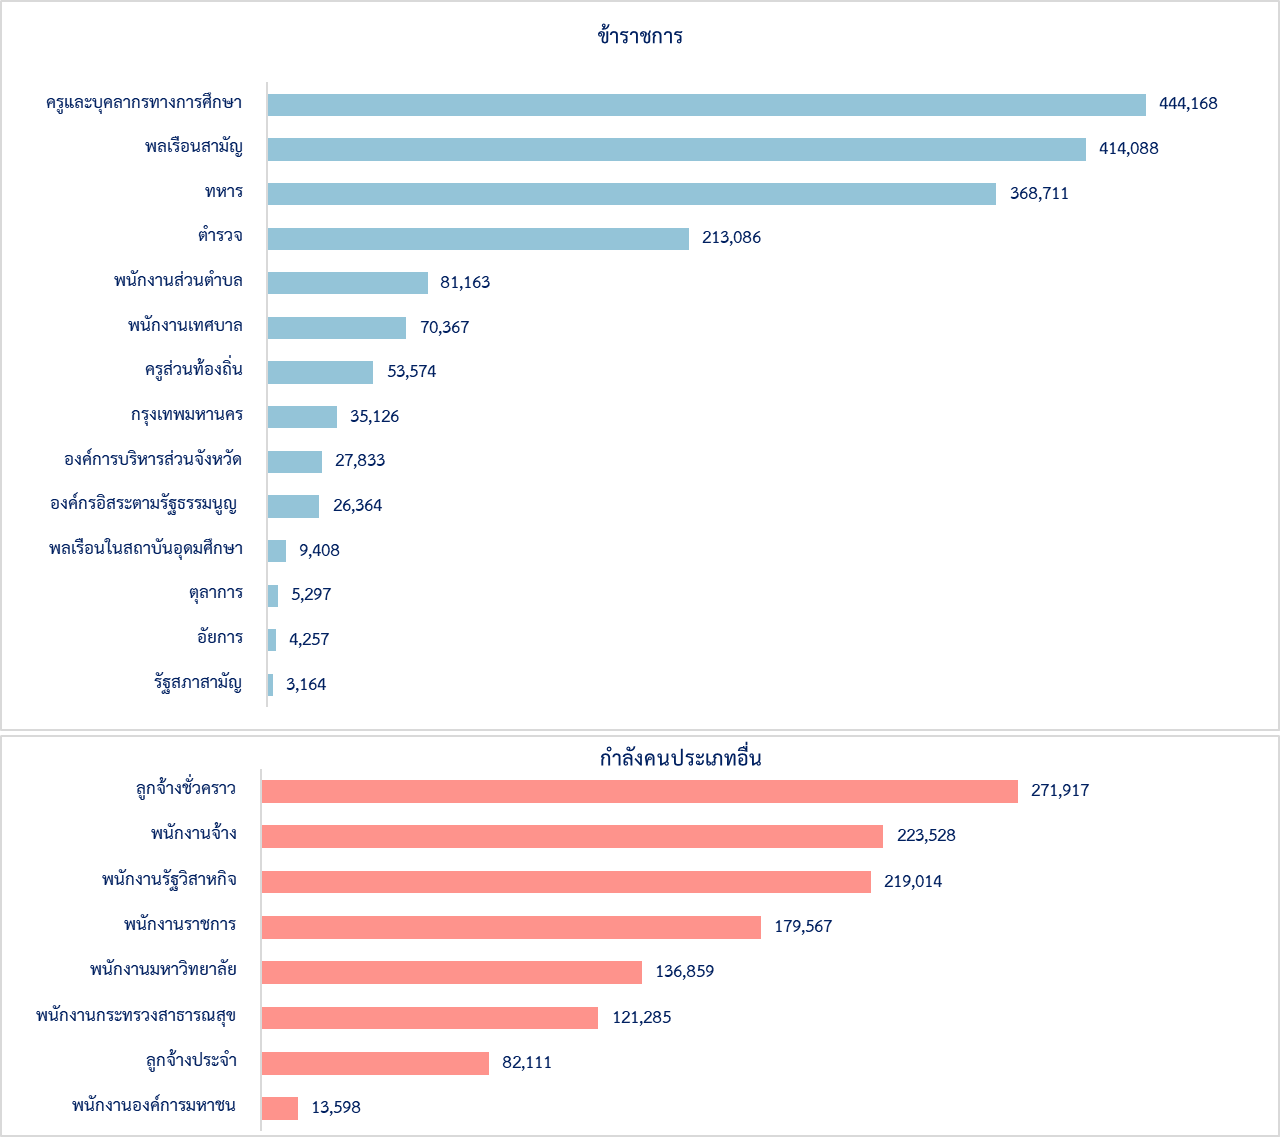 ข้าราชการ
ครูและบุคลากรทางการศึกษา 444,168
พลเรือนสามัญ 414,088
ทหาร 368,711
ตำรวจ 213,086
พนักงานส่วนตำบล 81,163
พนักงานเทศบาล 70,367
ครูส่วนท้องถิ่น 53,574
กรุงเทพมหานคร 35,126
องค์การบริหารส่วนจังหวัด 27,833
องค์กรอิสระตามรัฐธรรมนูญ 26,364
พลเรือนในสถาบันอุดมศึกษา 9,408
ตุลาการ 5,297
อัยการ 4,257
รัฐสภาสามัญ 3,164
กำลังคนประเภทอื่น
ลูกจ้างชั่วคราว 271,917
พนักงานจ้าง 223,528
พนักงานรัฐวิสาหกิจ 219,014
พนักงานราชการ 179,567
พนักงานมหาวิทยาลัย 136,859
พนักงานกระทรวงสาธารณสุข 121,285
ลูกจ้างประจำ 82,111
พนักงานองค์การมหาชน 13,598